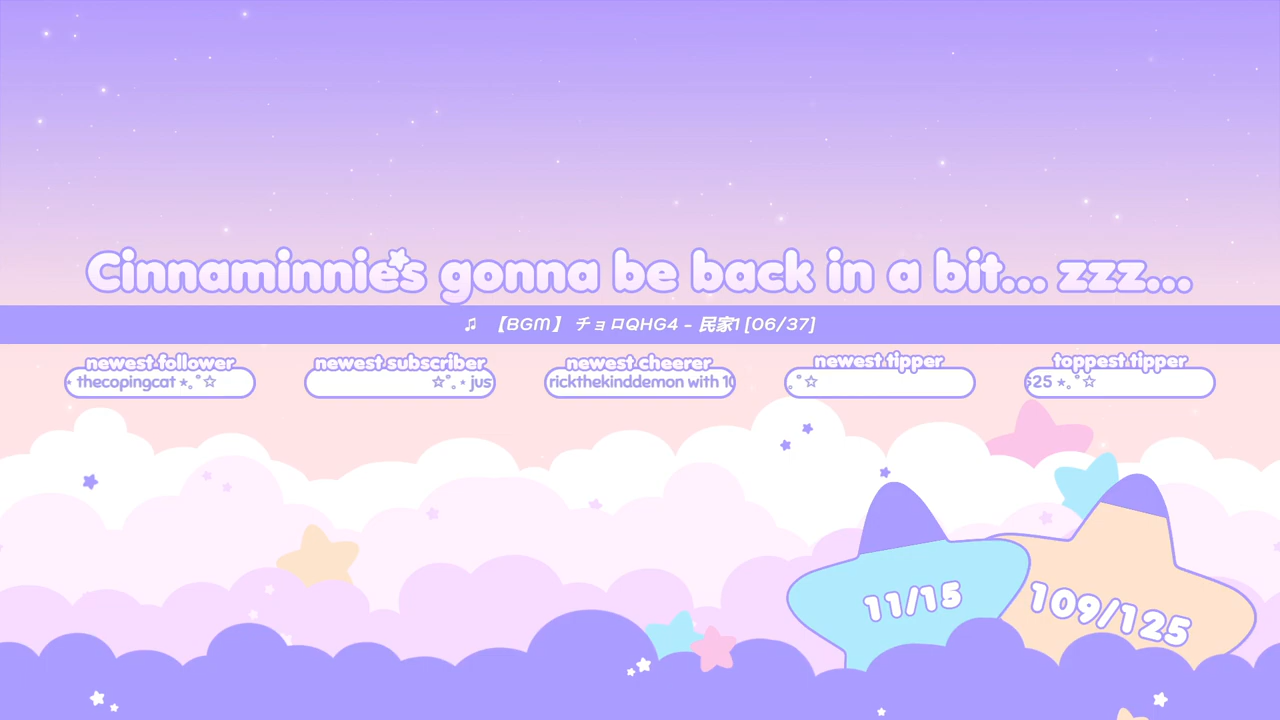 Cinnaminnie's gonna be back in a bit... zzz...
♫ 【BGM】 チョロQHG4 - 民家1 [06/37]
newest follower
newest subscriber
newest cheerer
newest tipper
toppest tipper
thecopingcat ⋆｡˚☆
☆˚｡⋆ jus
rickthekinddemon with 10
｡˚☆
$25 ⋆｡˚☆
11/15
109/125